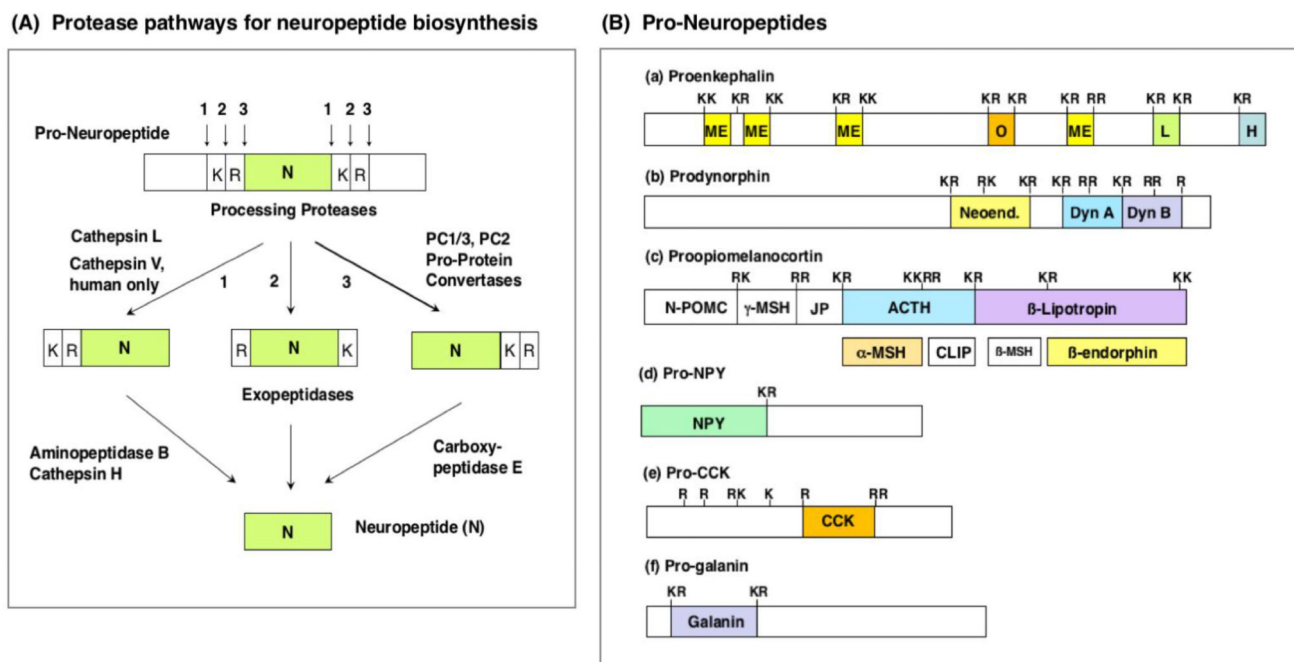 (A) Protease pathways for neuropeptide biosynthesis
1 2 3 1 2 3
Pro-Neuropeptide
K R N K R
Processing Proteases
Cathepsin L
Cathepsin V,
human only
PC1/3, PC2
Pro-Protein
Convertases
1 2 3
K R N
R N K
N K R
Exopeptidases
Aminopeptidase B
Cathepsin H
Carboxy-
peptidase E
N
Neuropeptide (N)
(B) Pro-Neuropeptides
(a) Proenkephalin
KK KR KK KR KK KR KR KR RR KR KR KR
ME ME ME O ME L H
(b) Prodynorphin
KR RK KR KR RR KR RR R
Neoend. Dyn A Dyn B
(c) Proopiomelanocortin
RK RR KR KKRR KR KR KK
N-POMC γ-MSH JP ACTH ß-Lipotropin
α-MSH CLIP ß-MSH ß-endorphin
(d) Pro-NPY
KR
NPY
(e) Pro-CCK
R R RK K R RR
CCK
(f) Pro-galanin
KR KR
Galanin